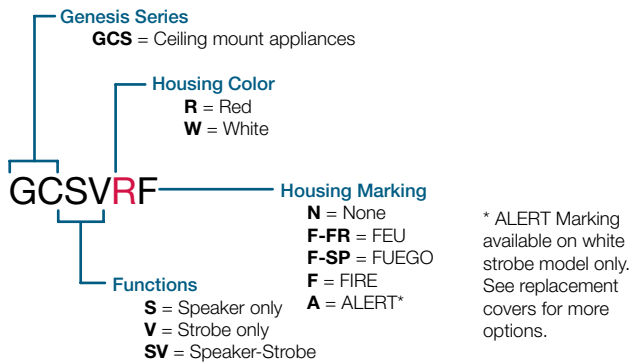 Genesis Series
GCS = Ceiling mount appliances
Housing Color
R = Red
W = White
GCSVRF
Housing Marking
N = None
F-FR = FEU
F-SP = FUEGO
F = FIRE
A = ALERT*
* ALERT Marking
available on white
strobe model only.
See replacement
covers for more
options.
Functions
S = Speaker only
V = Strobe only
SV = Speaker-Strobe